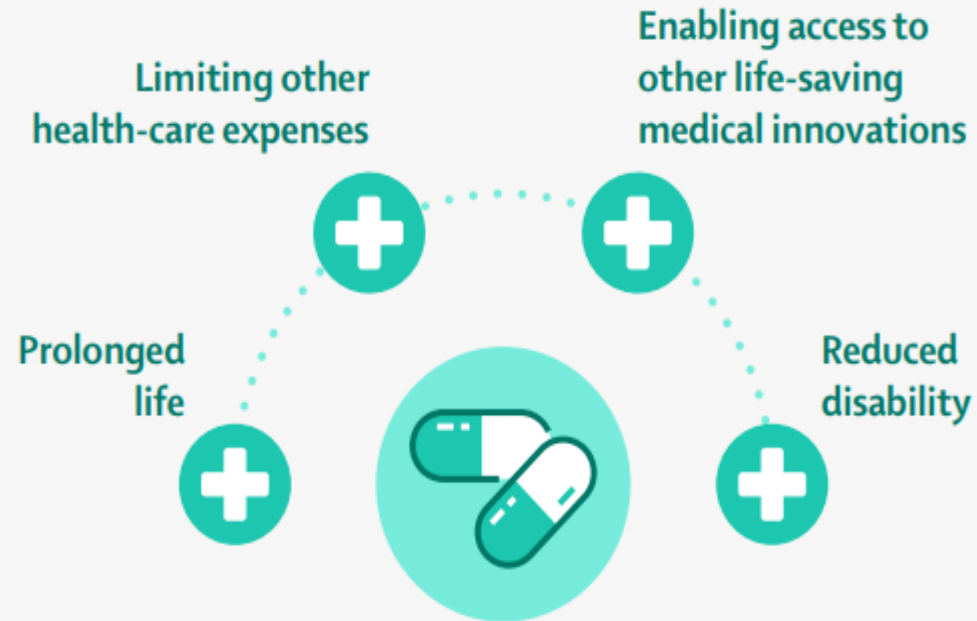 Enabling access to
other life-saving
medical innovations
Limiting other
health-care expenses
Prolonged
life
Reduced
disability